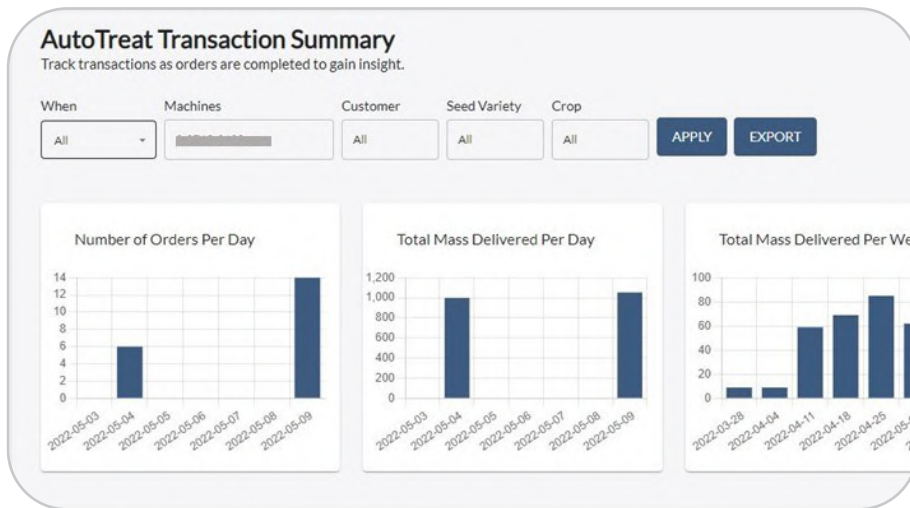 AutoTreat Transaction Summary
Track transactions as orders are completed to gain insight.
When Machines Customer Seed Variety Crop
All All All All APPLY EXPORT
Number of Orders Per Day
14
12
10
8
6
4
2
0
2022-05-03 2022-05-04 2022-05-05 2022-05-06 2022-05-07 2022-05-08 2022-05-09
Total Mass Delivered Per Day
1,200
1,000
800
600
400
200
0
2022-05-03 2022-05-04 2022-05-05 2022-05-06 2022-05-07 2022-05-08 2022-05-09
Total Mass Delivered Per We
100
80
60
40
20
0
2022-03-28 2022-04-04 2022-04-11 2022-04-18 2022-04-25 2022-05-